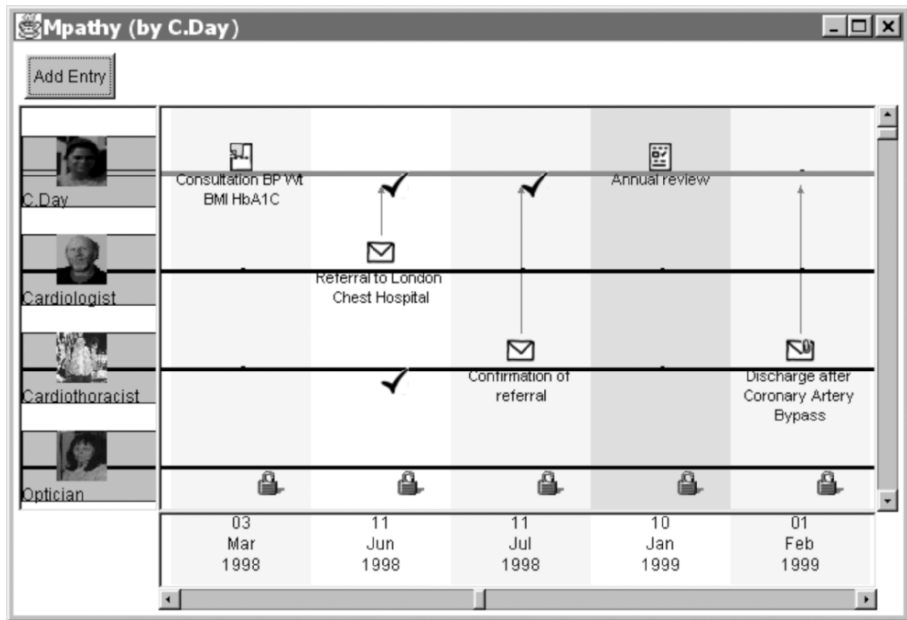 Mpathy (by C.Day)
Add Entry
C.Day
Cardiologist
Cardiothoracist
Optician
Consultation BP Wt
BMI HbA1C
Referral to London
Chest Hospital
Confirmation of
referral
Annual review
Discharge after
Coronary Artery
Bypass
03
Mar
1998
11
Jun
1998
11
Jul
1998
10
Jan
1999
01
Feb
1999